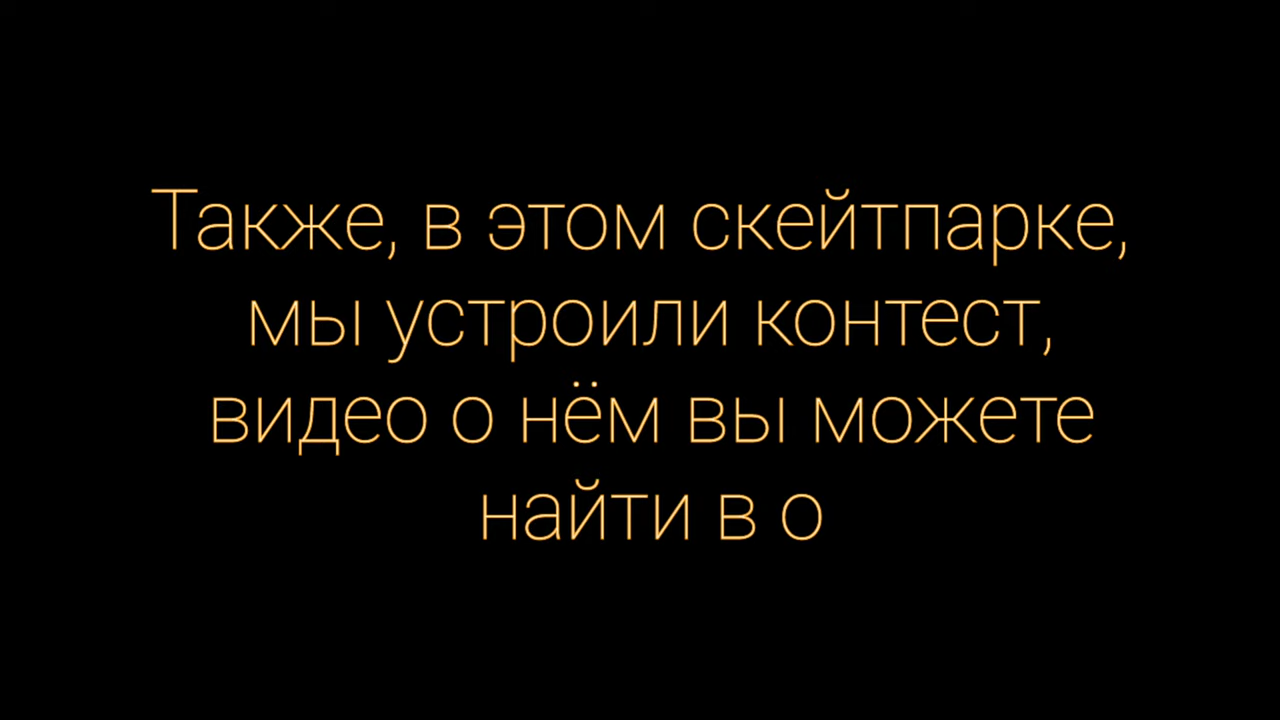 Также, в этом скейтпарке,
мы устроили контест,
видео о нём вы можете
найти в о